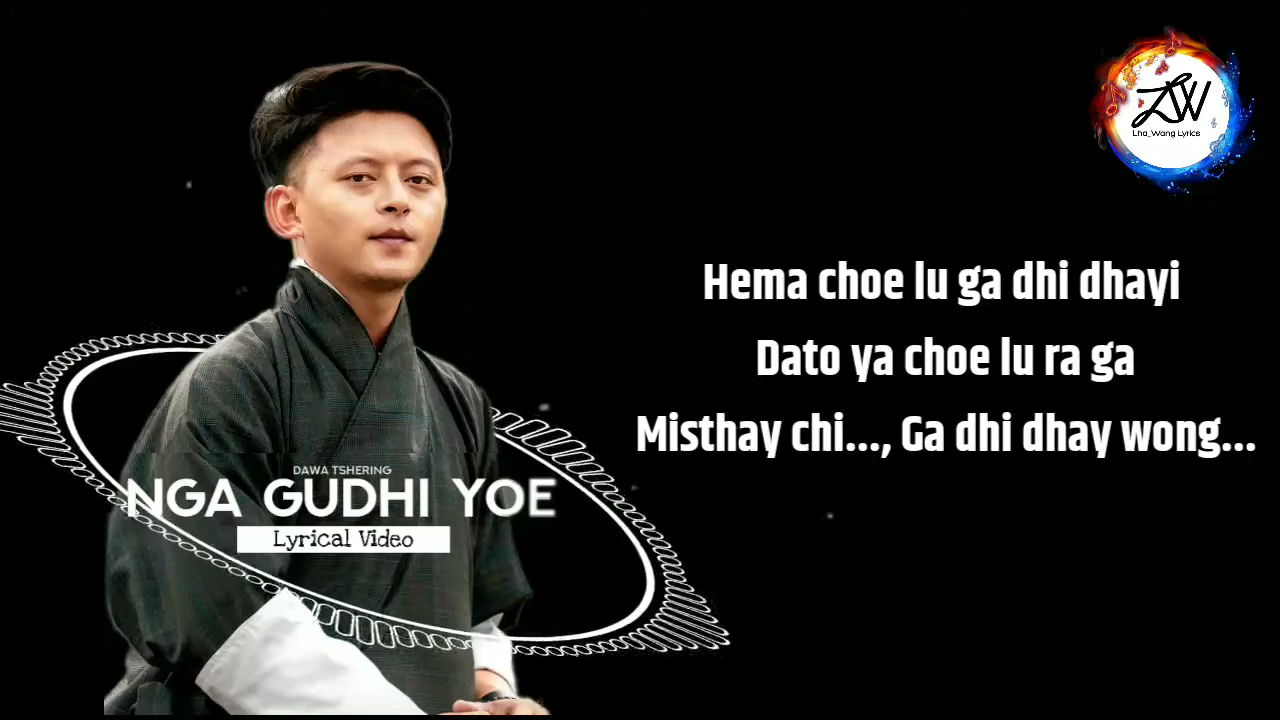 LW
Lha_Wang Lyrics
Hema choe lu ga dhi dhayi
Dato ya choe lu ra ga
Misthay chi..., Ga dhi dhay wong...
DAWA TSHERING
NGA GUDHI YOE
Lyrical Video